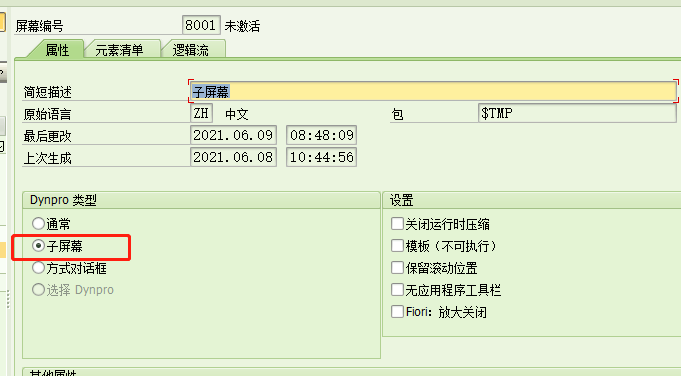 屏幕编号 8001 未激活
属性 元素清单 逻辑流
简短描述 子屏幕
原始语言 ZH 中文 包 $TMP
最后更改 2021.06.09 08:48:09
上次生成 2021.06.08 10:44:56
Dynpro 类型
通常
子屏幕
方式对话框
选择 Dynpro
设置
关闭运行时压缩
模板（不可执行）
保留滚动位置
无应用程序工具栏
Fiori: 放大关闭